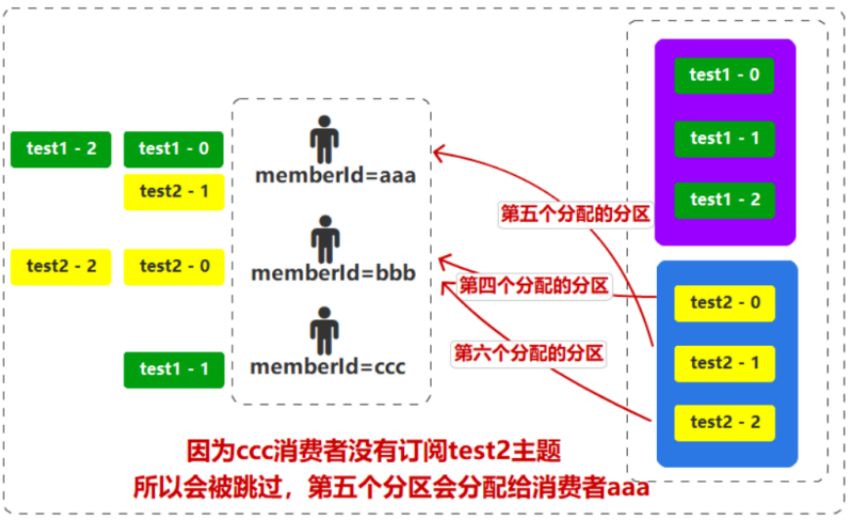 test1 - 0
test1 - 2
test1 - 0
test1 - 1
memberId=aaa
test2 - 1
test1 - 2
第五个分配的分区
test2 - 2
test2 - 0
memberId=bbb
第四个分配的分区
test2 - 0
第六个分配的分区
test2 - 1
test1 - 1
memberId=ccc
test2 - 2
因为ccc消费者没有订阅test2主题
所以会被跳过，第五个分区会分配给消费者aaa